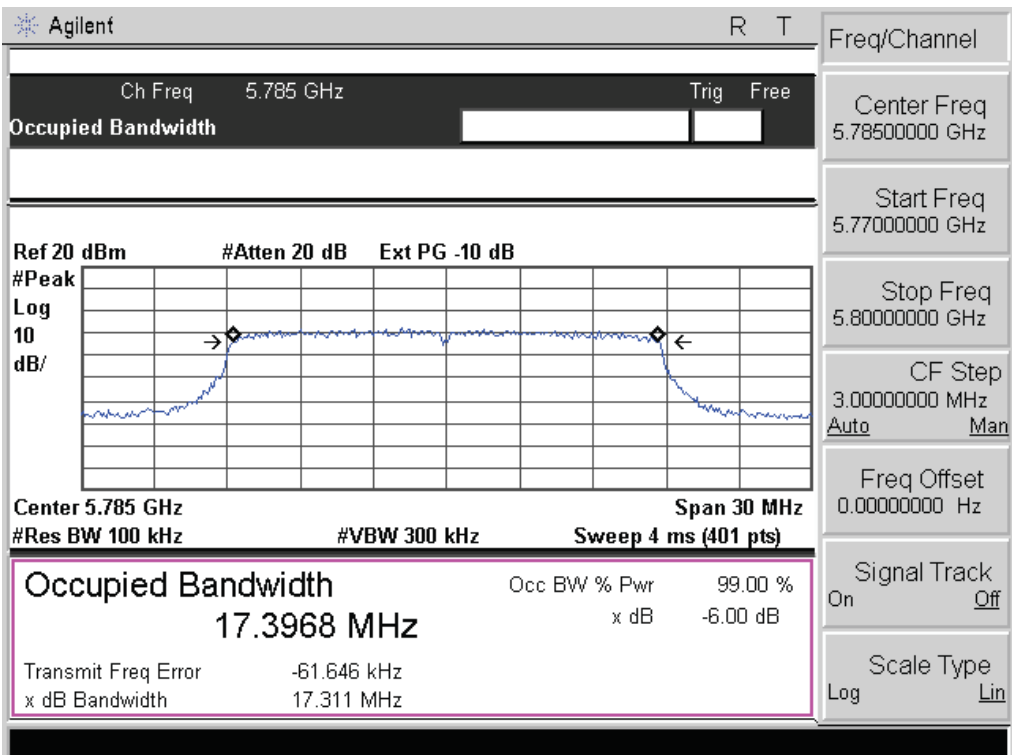 Agilent R T
Ch Freq 5.785 GHz Trig Free
Occupied Bandwidth
Ref 20 dBm #Atten 20 dB Ext PG -10 dB
#Peak
Log
10
dB/
Center 5.785 GHz Span 30 MHz
#Res BW 100 kHz #VBW 300 kHz Sweep 4 ms (401 pts)
Occupied Bandwidth Occ BW % Pwr 99.00 %
17.3968 MHz x dB -6.00 dB
Transmit Freq Error -61.646 kHz
x dB Bandwidth 17.311 MHz
Freq/Channel
Center Freq
5.78500000 GHz
Start Freq
5.77000000 GHz
Stop Freq
5.80000000 GHz
CF Step
3.00000000 MHz
Auto Man
Freq Offset
0.00000000 Hz
Signal Track
On Off
Scale Type
Log Lin